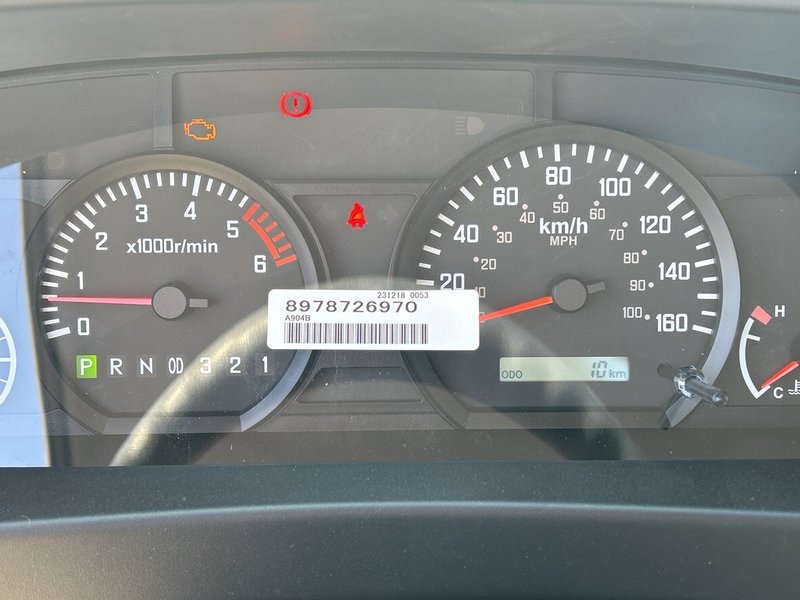 0 1 2 3 4 5 6
x1000r/min
P R N OD 3 2 1
231218 0053
8978726970
A904B
20 40 60 80 100 120 140 160
20 30 40 50 60 70 80 90 100
km/h
MPH
ODO 10 km
H
C